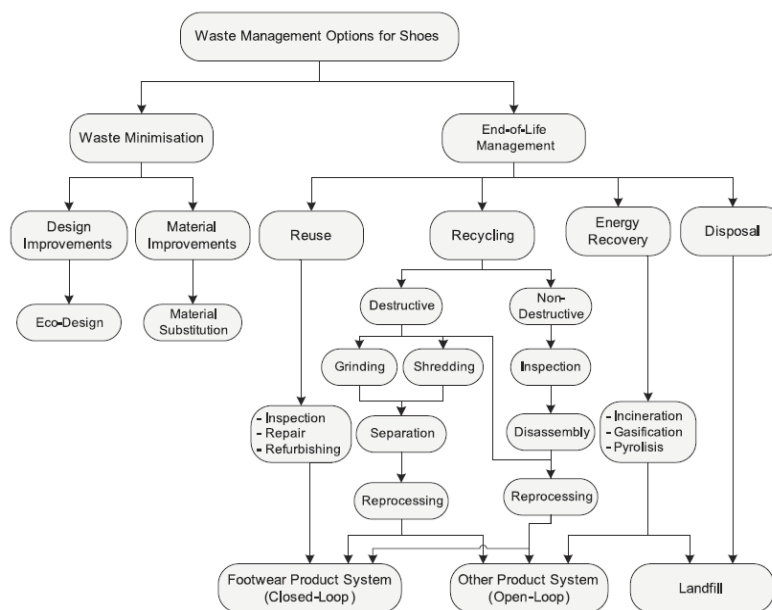 Waste Management Options for Shoes
Waste Minimisation
End-of-Life
Management
Design
Improvements
Material
Improvements
Reuse
Recycling
Energy
Recovery
Disposal
Eco-Design
Material
Substitution
Destructive
Non-
Destructive
Grinding
Shredding
Inspection
- Inspection
- Repair
- Refurbishing
Separation
Disassembly
- Incineration
- Gasification
- Pyrolisis
Reprocessing
Reprocessing
Footwear Product System
(Closed-Loop)
Other Product System
(Open-Loop)
Landfill